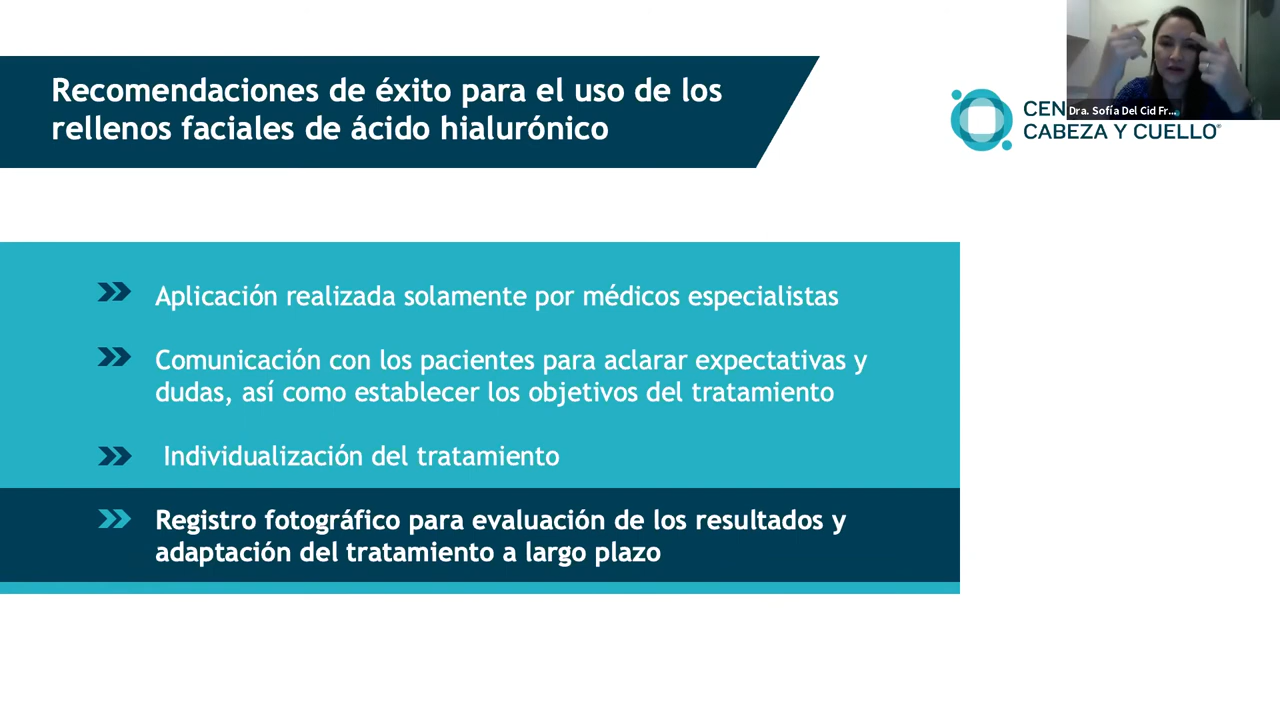 Recomendaciones de éxito para el uso de los
rellenos faciales de ácido hialurónico
CEN
CABEZA Y CUELLO®
Dra. Sofía Del Cid Fr...
Aplicación realizada solamente por médicos especialistas
Comunicación con los pacientes para aclarar expectativas y
dudas, así como establecer los objetivos del tratamiento
Individualización del tratamiento
Registro fotográfico para evaluación de los resultados y
adaptación del tratamiento a largo plazo